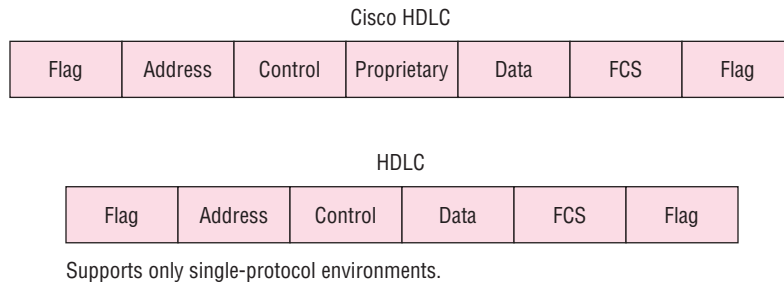 Cisco HDLC
Flag Address Control Proprietary Data FCS Flag
HDLC
Flag Address Control Data FCS Flag
Supports only single-protocol environments.